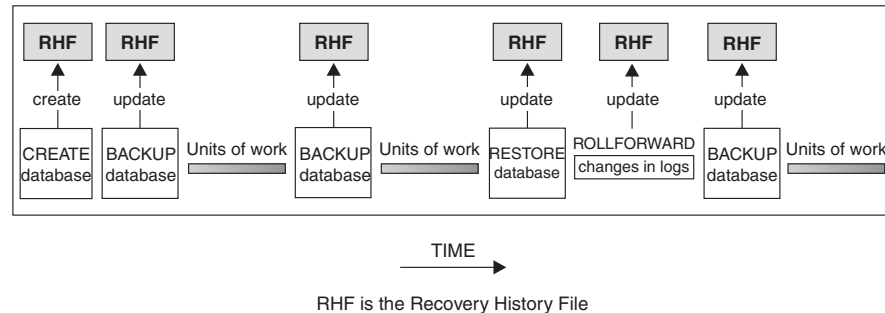 RHF RHF RHF RHF RHF RHF
create update update update update update
CREATE database
BACKUP database
Units of work
BACKUP database
Units of work
RESTORE database
ROLLFORWARD
changes in logs
BACKUP database
Units of work
TIME
RHF is the Recovery History File